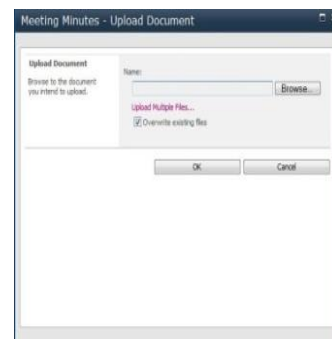 Meeting Minutes - Upload Document
Upload Document
Browse to the document
you intend to upload.
Name:
Browse...
Upload Multiple Files...
Overwrite existing files
OK
Cancel